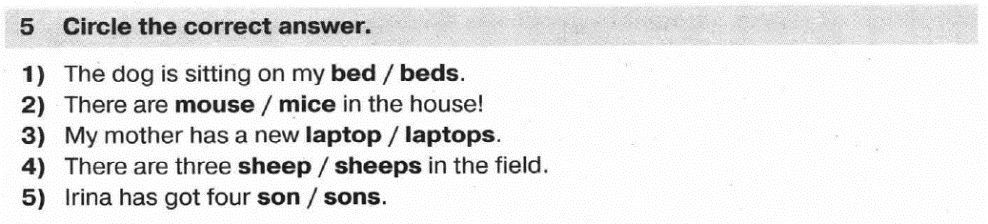 5 Circle the correct answer.
1) The dog is sitting on my bed / beds.
2) There are mouse / mice in the house!
3) My mother has a new laptop / laptops.
4) There are three sheep / sheeps in the field.
5) Irina has got four son / sons.